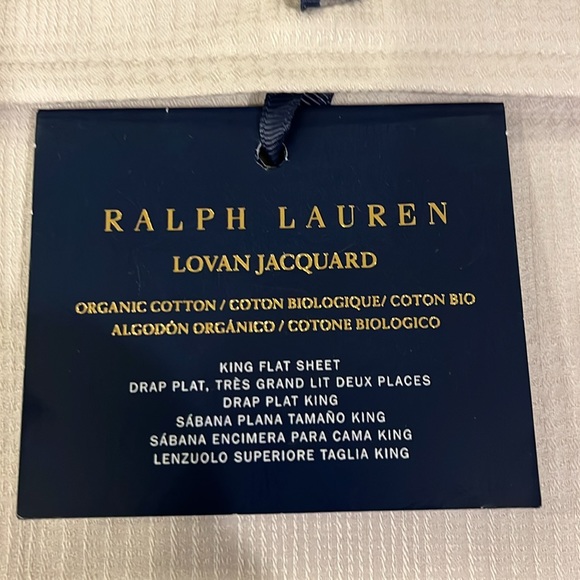 RALPH LAUREN
LOVAN JACQUARD
ORGANIC COTTON / COTON BIOLOGIQUE/ COTON BIO
ALGODÓN ORGÁNICO / COTONE BIOLOGICO
KING FLAT SHEET
DRAP PLAT, TRÈS GRAND LIT DEUX PLACES
DRAP PLAT KING
SÁBANA PLANA TAMAÑO KING
SÁBANA ENCIMERA PARA CAMA KING
LENZUOLO SUPERIORE TAGLIA KING